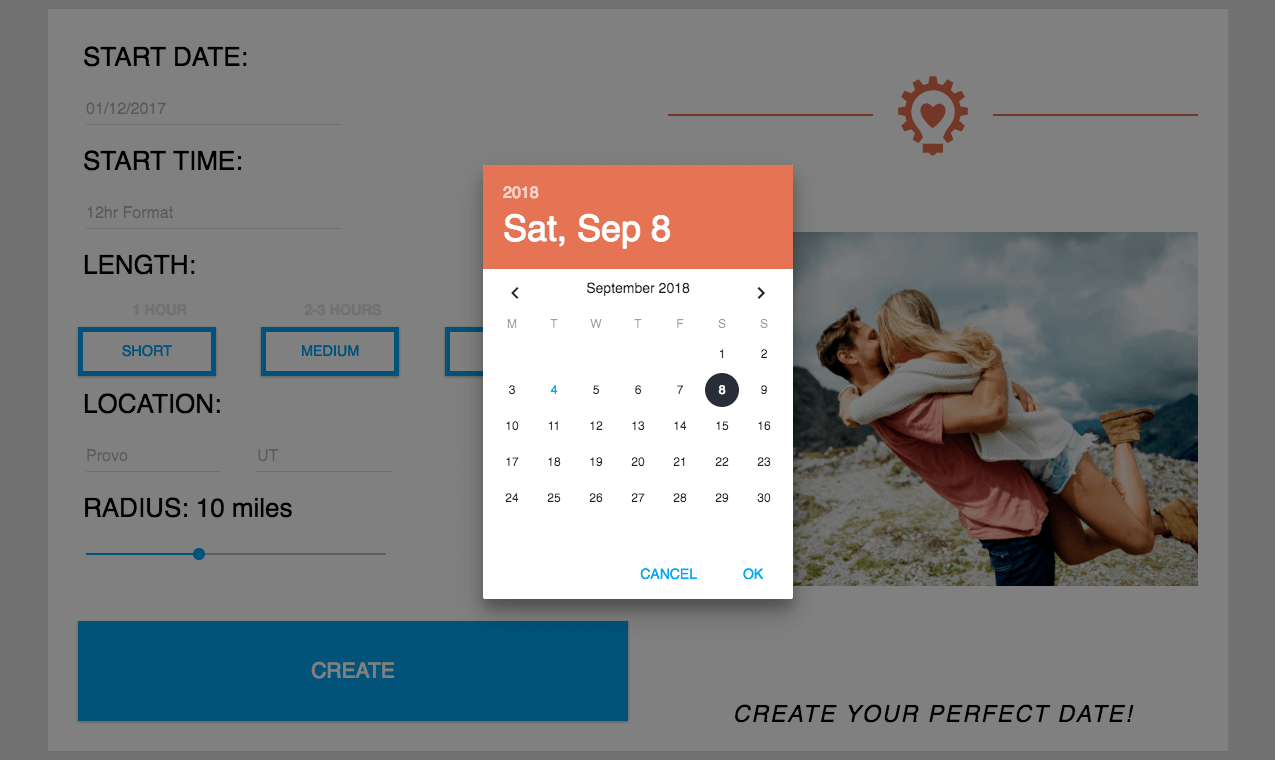 START DATE:
01/12/2017
START TIME:
12hr Format
LENGTH:
1 HOUR 2-3 HOURS
SHORT MEDIUM
LOCATION:
Provo UT
RADIUS: 10 miles
CREATE
2018
Sat, Sep 8
September 2018
M T W T F S S
1 2
3 4 5 6 7 8 9
10 11 12 13 14 15 16
17 18 19 20 21 22 23
24 25 26 27 28 29 30
CANCEL OK
CREATE YOUR PERFECT DATE!